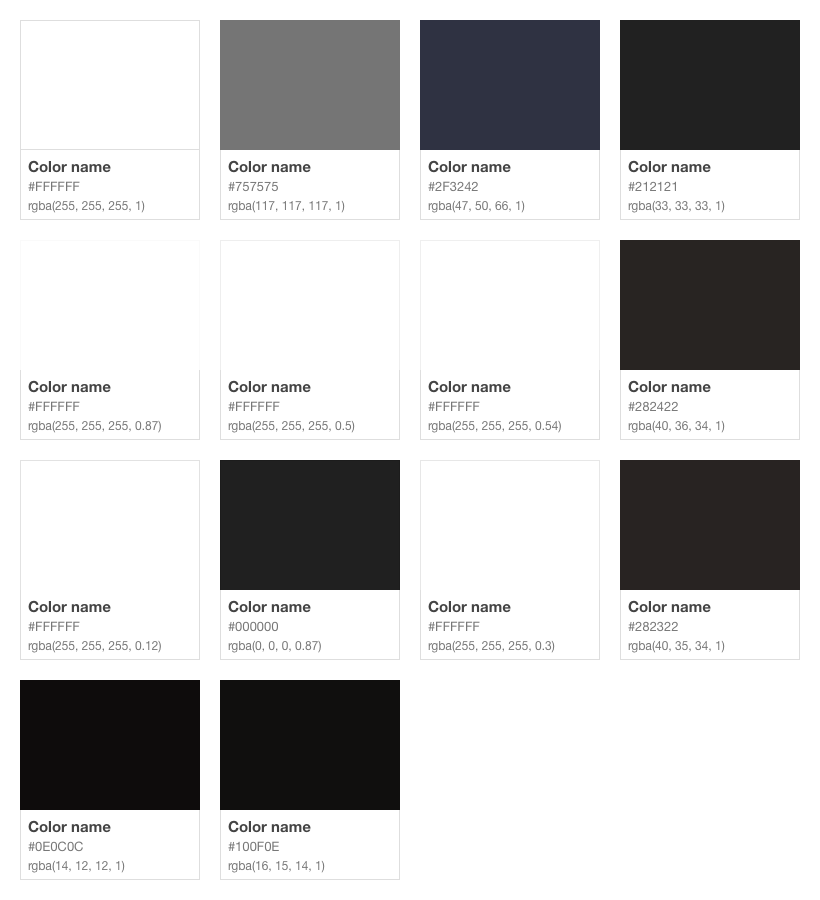 Color name
#FFFFFF
rgba(255, 255, 255, 1)
Color name
#757575
rgba(117, 117, 117, 1)
Color name
#2F3242
rgba(47, 50, 66, 1)
Color name
#212121
rgba(33, 33, 33, 1)
Color name
#FFFFFF
rgba(255, 255, 255, 0.87)
Color name
#FFFFFF
rgba(255, 255, 255, 0.5)
Color name
#FFFFFF
rgba(255, 255, 255, 0.54)
Color name
#282422
rgba(40, 36, 34, 1)
Color name
#FFFFFF
rgba(255, 255, 255, 0.12)
Color name
#000000
rgba(0, 0, 0, 0.87)
Color name
#FFFFFF
rgba(255, 255, 255, 0.3)
Color name
#282322
rgba(40, 35, 34, 1)
Color name
#0E0C0C
rgba(14, 12, 12, 1)
Color name
#100F0E
rgba(16, 15, 14, 1)